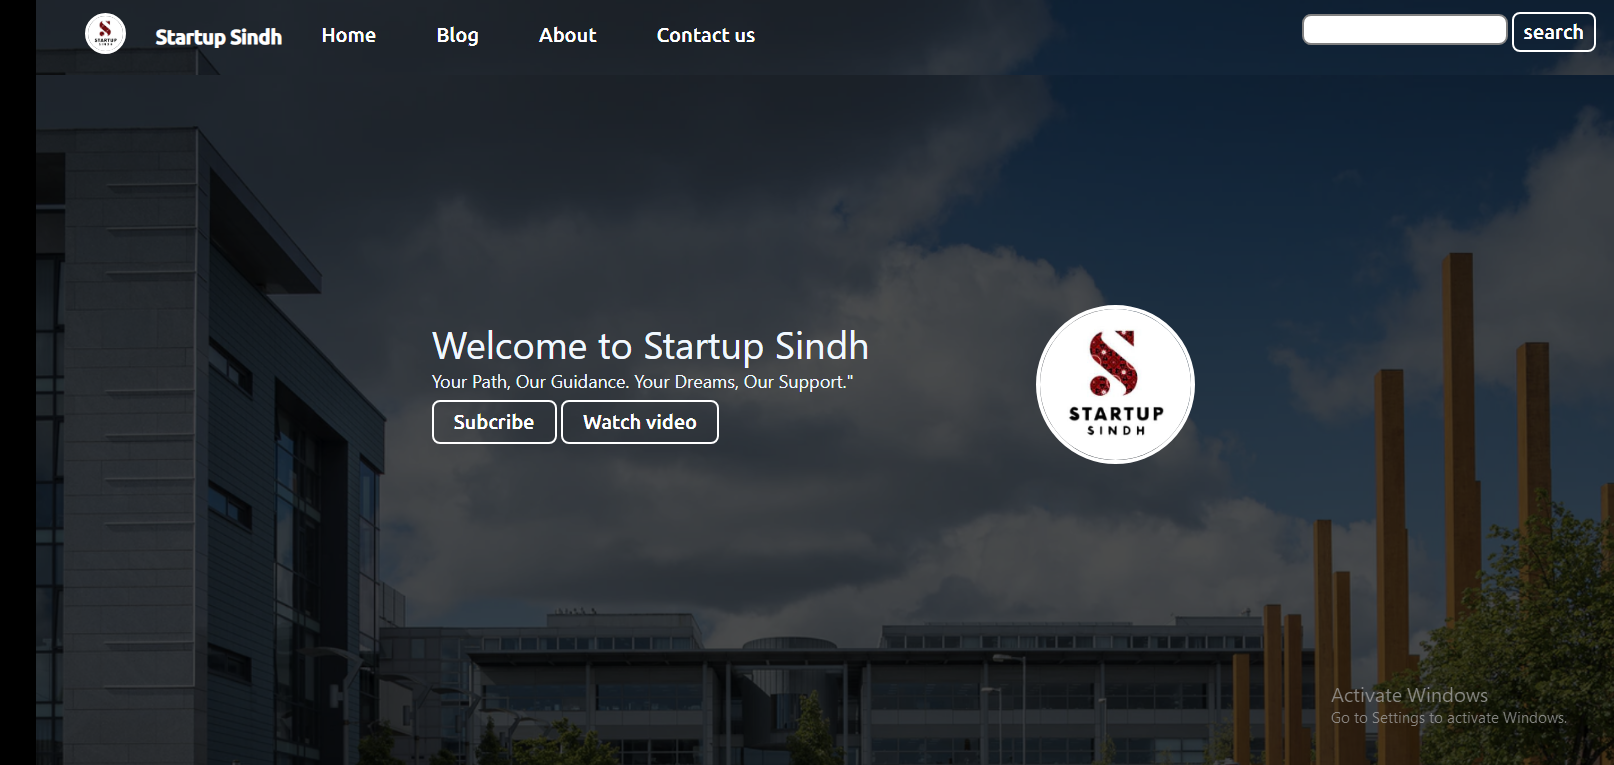 Startup Sindh Home Blog About Contact us search
Welcome to Startup Sindh
Your Path, Our Guidance. Your Dreams, Our Support."
Subcribe Watch video
STARTUP
SINDH
Activate Windows
Go to Settings to activate Windows.